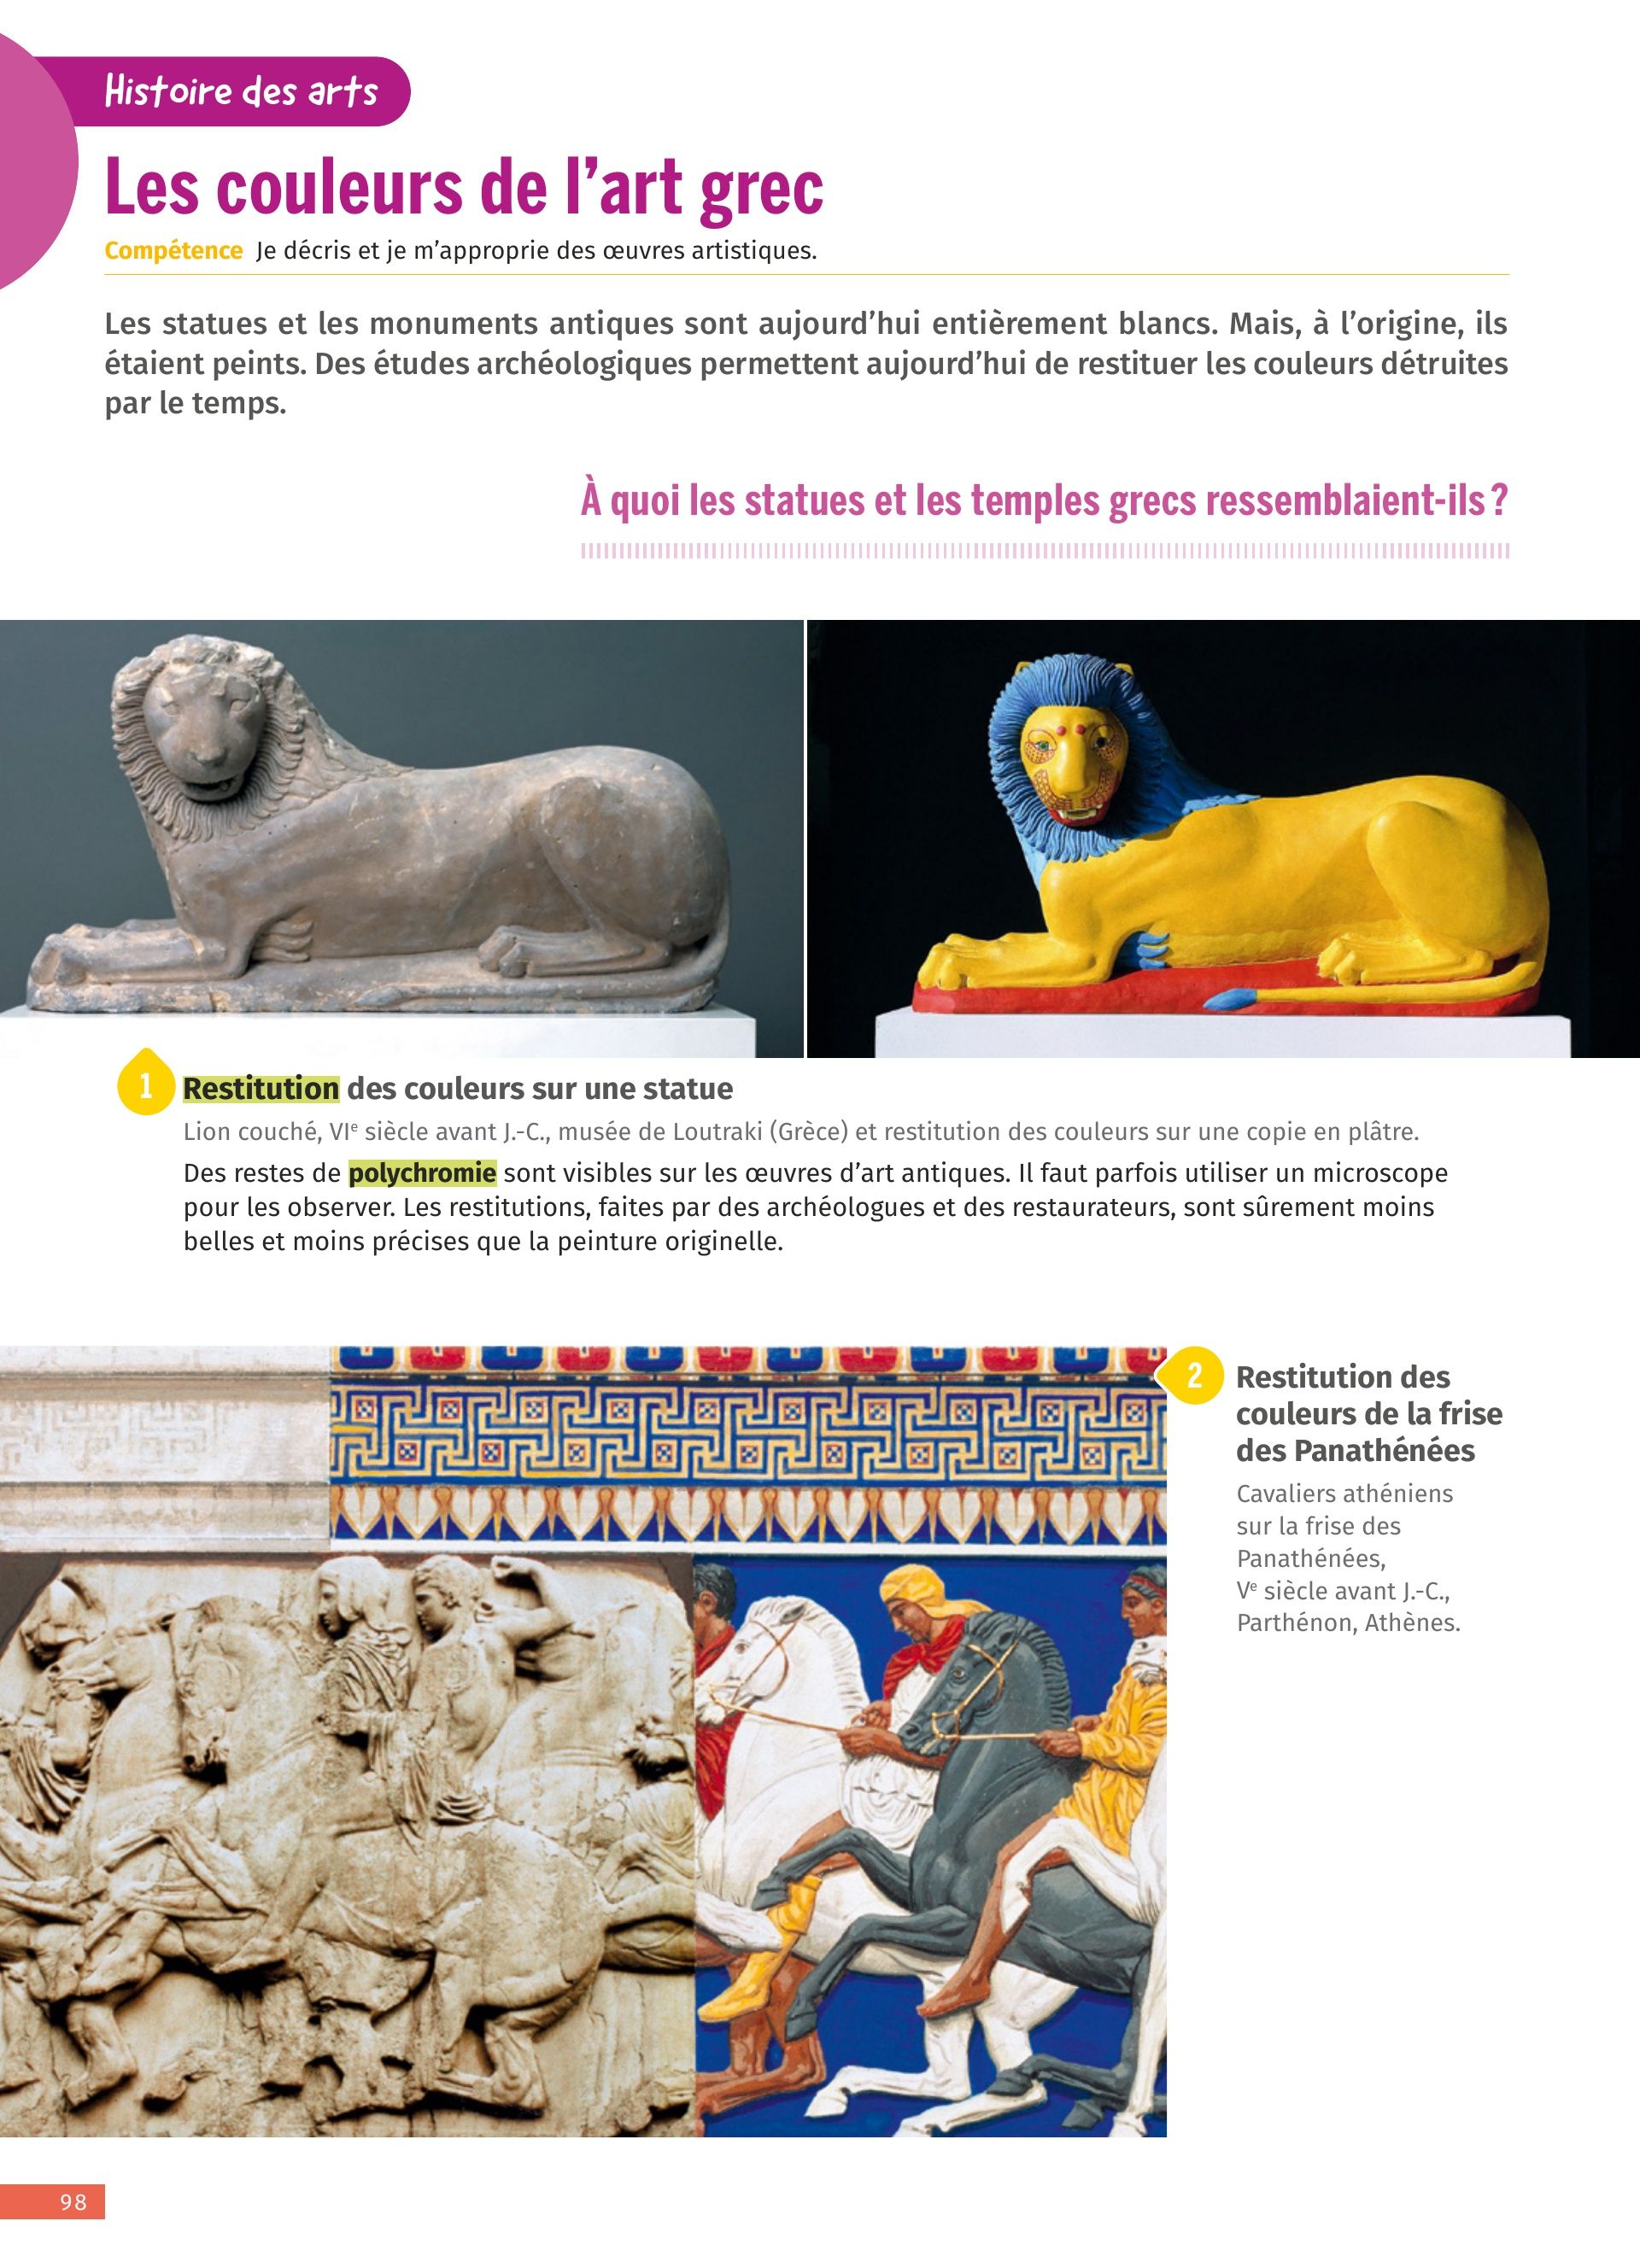 Histoire des arts
Les couleurs de l’art grec
Compétence Je décris et je m’approprie des œuvres artistiques.
Les statues et les monuments antiques sont aujourd’hui entièrement blancs. Mais, à l’origine, ils
étaient peints. Des études archéologiques permettent aujourd’hui de restituer les couleurs détruites
par le temps.
À quoi les statues et les temples grecs ressemblaient-ils ?
1 Restitution des couleurs sur une statue
Lion couché, VIe siècle avant J.-C., musée de Loutraki (Grèce) et restitution des couleurs sur une copie en plâtre.
Des restes de polychromie sont visibles sur les œuvres d’art antiques. Il faut parfois utiliser un microscope
pour les observer. Les restitutions, faites par des archéologues et des restaurateurs, sont sûrement moins
belles et moins précises que la peinture originelle.
2 Restitution des
couleurs de la frise
des Panathénées
Cavaliers athéniens
sur la frise des
Panathénées,
Ve siècle avant J.-C.,
Parthénon, Athènes.
98